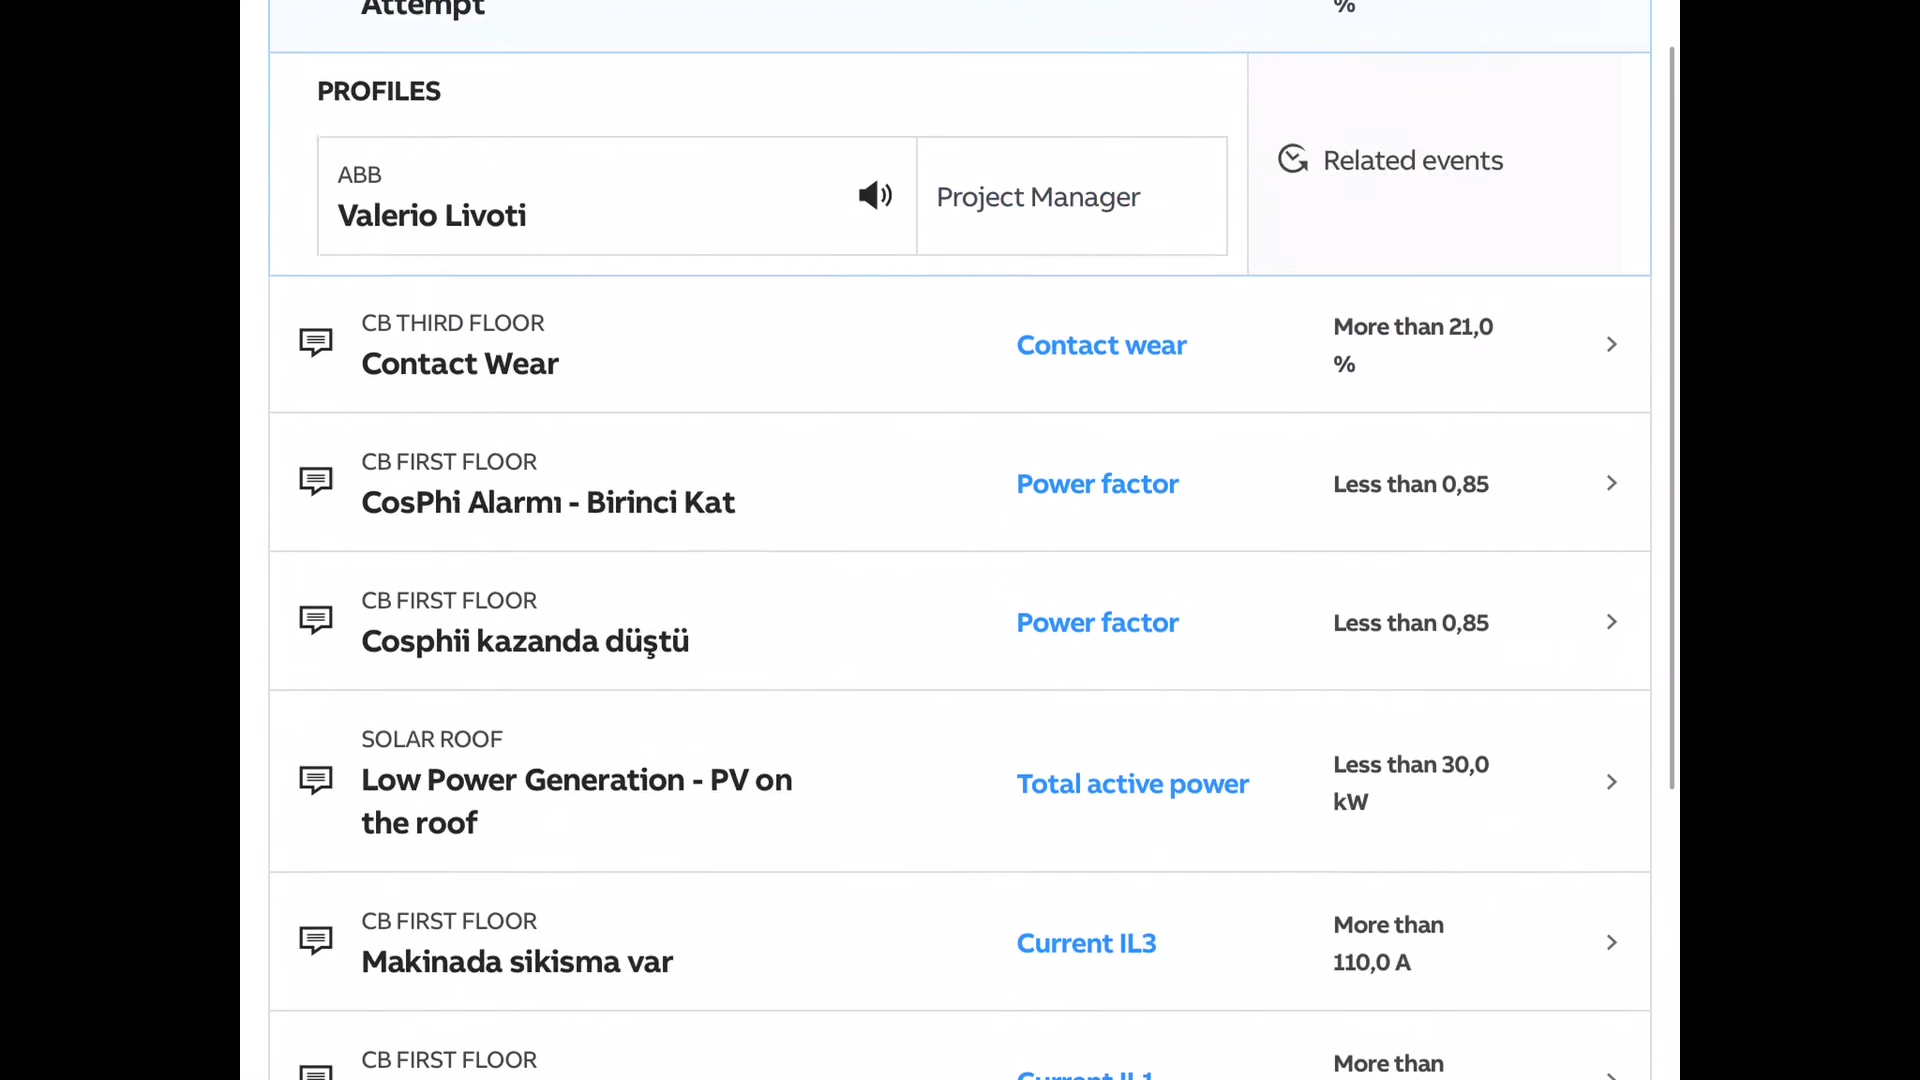 Attempt
%
PROFILES
ABB
Valerio Livoti
Project Manager
Related events
CB THIRD FLOOR
Contact Wear
Contact wear
More than 21,0
%
CB FIRST FLOOR
CosPhi Alarmı - Birinci Kat
Power factor
Less than 0,85
CB FIRST FLOOR
Cosphii kazanda düştü
Power factor
Less than 0,85
SOLAR ROOF
Low Power Generation - PV on
the roof
Total active power
Less than 30,0
kW
CB FIRST FLOOR
Makinada sikisma var
Current IL3
More than
110,0 A
CB FIRST FLOOR
Current IL1
More than